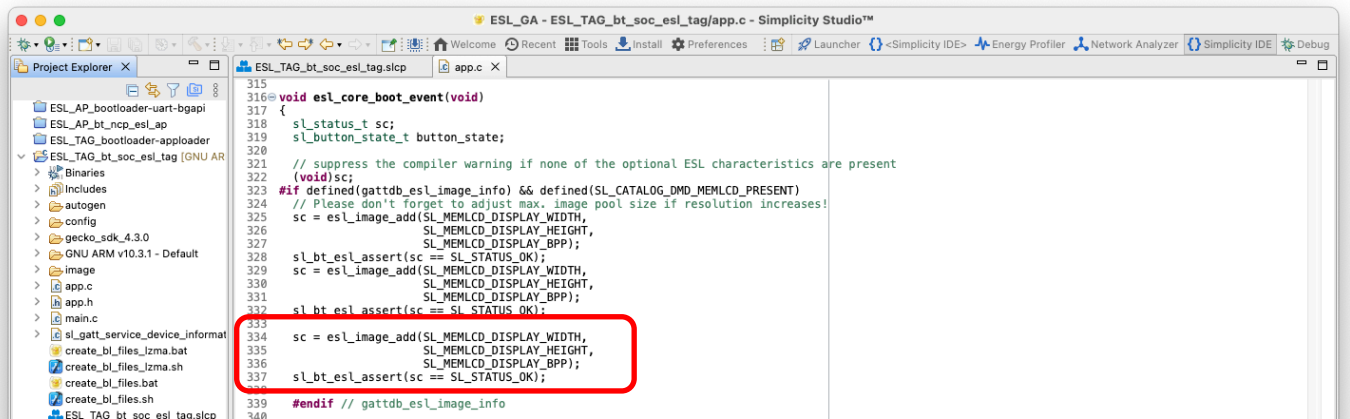 ESL_GA - ESL_TAG_bt_soc_esl_tag/app.c - Simplicity Studio™
Welcome Recent Tools Install Preferences Launcher {} <Simplicity IDE> Energy Profiler Network Analyzer {} Simplicity IDE Debug
Project Explorer
ESL_TAG_bt_soc_esl_tag.slcp app.c
ESL_AP_bootloader-uart-bgapi
ESL_AP_bt_ncp_esl_ap
ESL_TAG_bootloader-apploader
ESL_TAG_bt_soc_esl_tag [GNU AR
Binaries
Includes
autogen
config
gecko_sdk_4.3.0
GNU ARM v10.3.1 - Default
image
app.c
app.h
main.c
sl_gatt_service_device_informat
create_bl_files_lzma.bat
create_bl_files_lzma.sh
create_bl_files.bat
create_bl_files.sh
ESL_TAG_bt_soc_esl_tag.slcp
315
316 void esl_core_boot_event(void)
317 {
318 sl_status_t sc;
319 sl_button_state_t button_state;
320
321 // suppress the compiler warning if none of the optional ESL characteristics are present
322 (void)sc;
323 #if defined(gattdb_esl_image_info) && defined(SL_CATALOG_DMD_MEMLCD_PRESENT)
324 // Please don't forget to adjust max. image pool size if resolution increases!
325 sc = esl_image_add(SL_MEMLCD_DISPLAY_WIDTH,
326 SL_MEMLCD_DISPLAY_HEIGHT,
327 SL_MEMLCD_DISPLAY_BPP);
328 sl_bt_esl_assert(sc == SL_STATUS_OK);
329 sc = esl_image_add(SL_MEMLCD_DISPLAY_WIDTH,
330 SL_MEMLCD_DISPLAY_HEIGHT,
331 SL_MEMLCD_DISPLAY_BPP);
332 sl_bt_esl_assert(sc == SL_STATUS_OK);
333
334 sc = esl_image_add(SL_MEMLCD_DISPLAY_WIDTH,
335 SL_MEMLCD_DISPLAY_HEIGHT,
336 SL_MEMLCD_DISPLAY_BPP);
337 sl_bt_esl_assert(sc == SL_STATUS_OK);
338
339 #endif // gattdb_esl_image_info
340